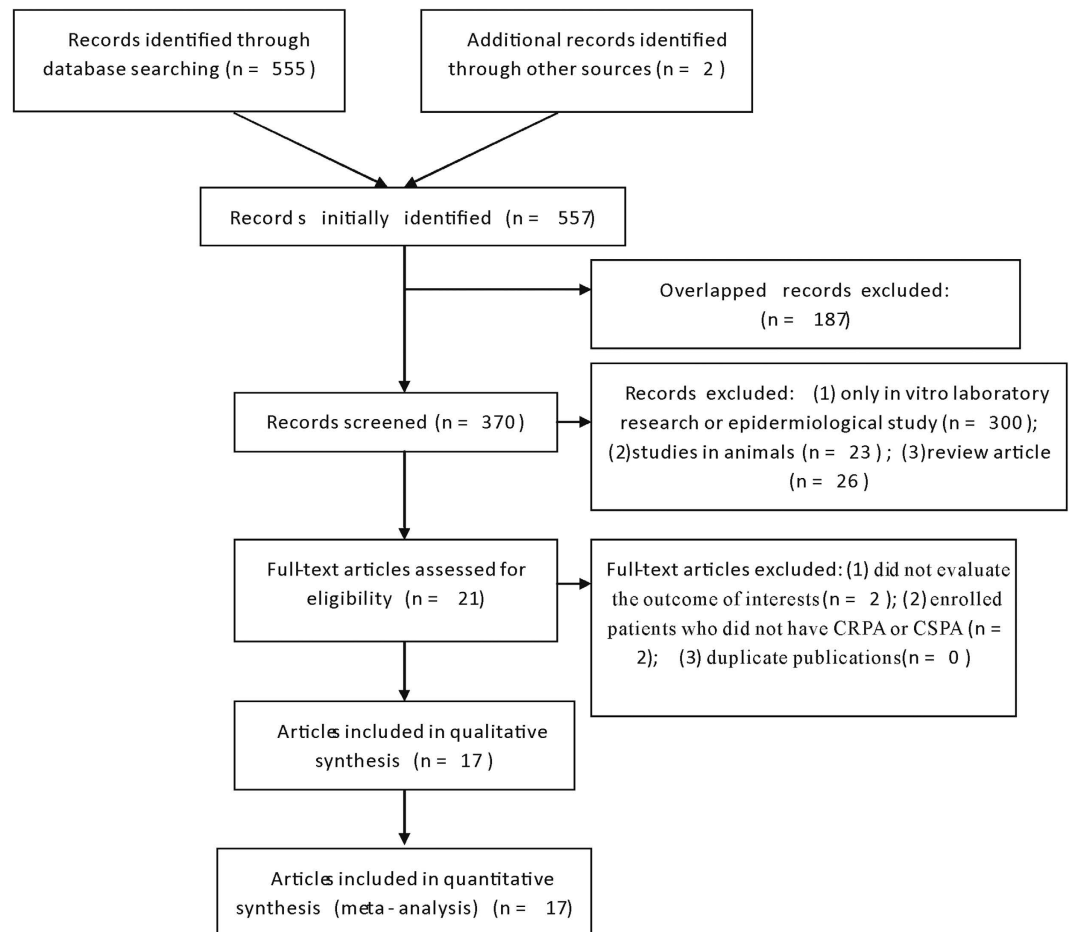 Records identified through
database searching (n = 555)
Additional records identified
through other sources (n = 2)
Records initially identified (n = 557)
Overlapped records excluded:
(n = 187)
Records screened (n = 370)
Records excluded: (1) only in vitro laboratory
research or epidermiological study (n = 300);
(2)studies in animals (n = 23); (3)review article
(n = 26)
Full-text articles assessed for
eligibility (n = 21)
Full-text articles excluded: (1) did not evaluate
the outcome of interests(n = 2); (2) enrolled
patients who did not have CRPA or CSPA (n =
2); (3) duplicate publications(n = 0)
Articles included in qualitative
synthesis (n = 17)
Articles included in quantitative
synthesis (meta-analysis) (n = 17)